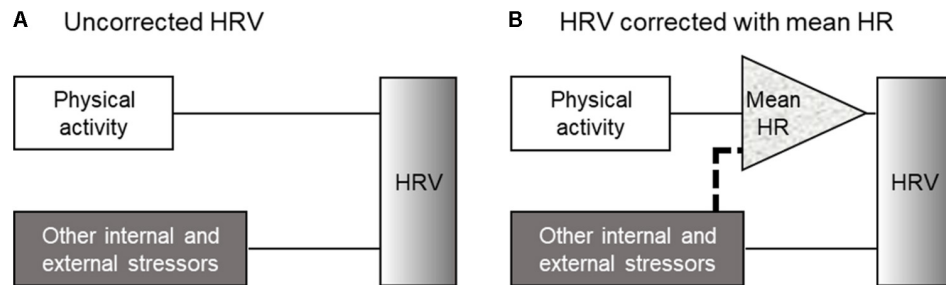 A Uncorrected HRV
Physical
activity
HRV
Other internal and
external stressors
B HRV corrected with mean HR
Physical
activity
Mean
HR
HRV
Other internal and
external stressors